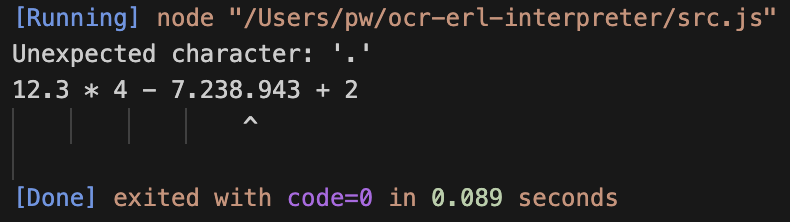 [Running] node "/Users/pw/ocr-erl-interpreter/src.js"
Unexpected character: '.'
12.3 * 4 - 7.238.943 + 2
                ^
[Done] exited with code=0 in 0.089 seconds